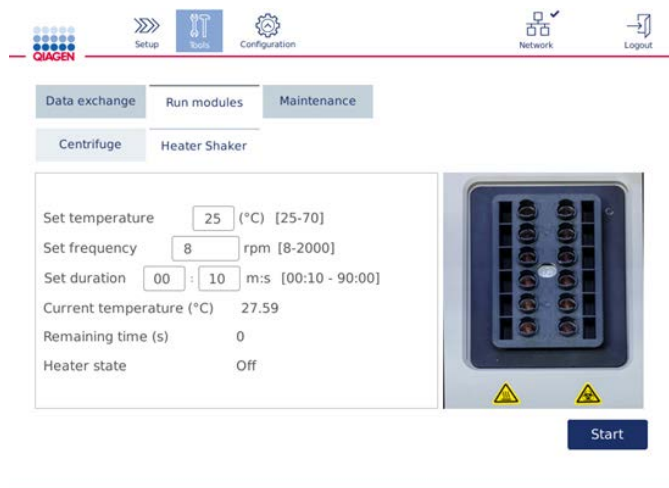 QIAGEN
Setup
Tools
Configuration
Network
Logout
Data exchange
Run modules
Maintenance
Centrifuge
Heater Shaker
Set temperature 25 (°C) [25-70]
Set frequency 8 rpm [8-2000]
Set duration 00 : 10 m:s [00:10 - 90:00]
Current temperature (°C) 27.59
Remaining time (s) 0
Heater state Off
Start